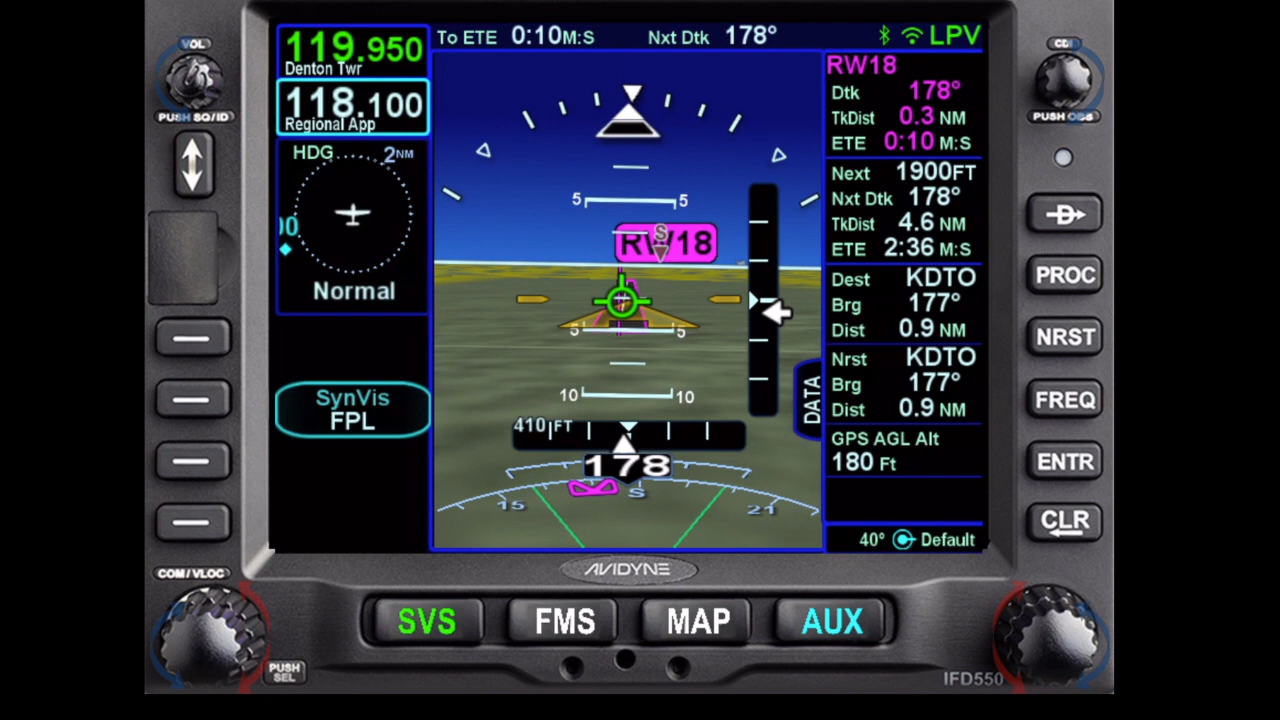 VOL
PUSH SQ/ID
119.950
Denton Twr
118.100
Regional App
To ETE 0:10M:S Nxt Dtk 178°
LPV
HDG 2NM
00
Normal
SynVis
FPL
5 5
S
RW18
5 5
10 10
410 FT
178
S
15 21
DATA
RW18
Dtk 178°
TkDist 0.3 NM
ETE 0:10 M:S
Next 1900FT
Nxt Dtk 178°
TkDist 4.6 NM
ETE 2:36 M:S
Dest KDTO
Brg 177°
Dist 0.9 NM
Nrst KDTO
Brg 177°
Dist 0.9 NM
GPS AGL Alt
180 Ft
40° Default
CDI
PUSH OBS
D
PROC
NRST
FREQ
ENTR
CLR
AVIDYNE
COM/VLOC
SVS FMS MAP AUX
PUSH
SEL
IFD550